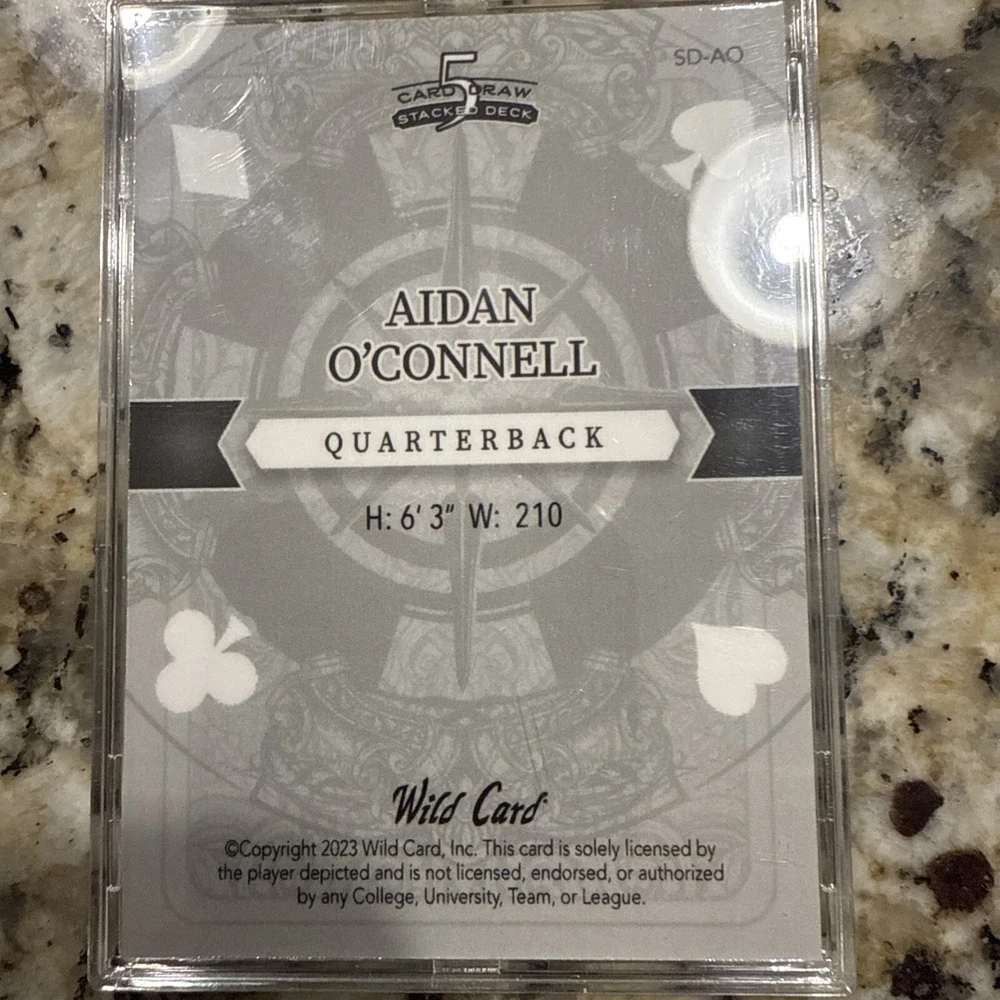 SD-AO
5
CARD DRAW
STACKED DECK
AIDAN
O'CONNELL
QUARTERBACK
H: 6' 3" W: 210
Wild Card
©Copyright 2023 Wild Card, Inc. This card is solely licensed by
the player depicted and is not licensed, endorsed, or authorized
by any College, University, Team, or League.